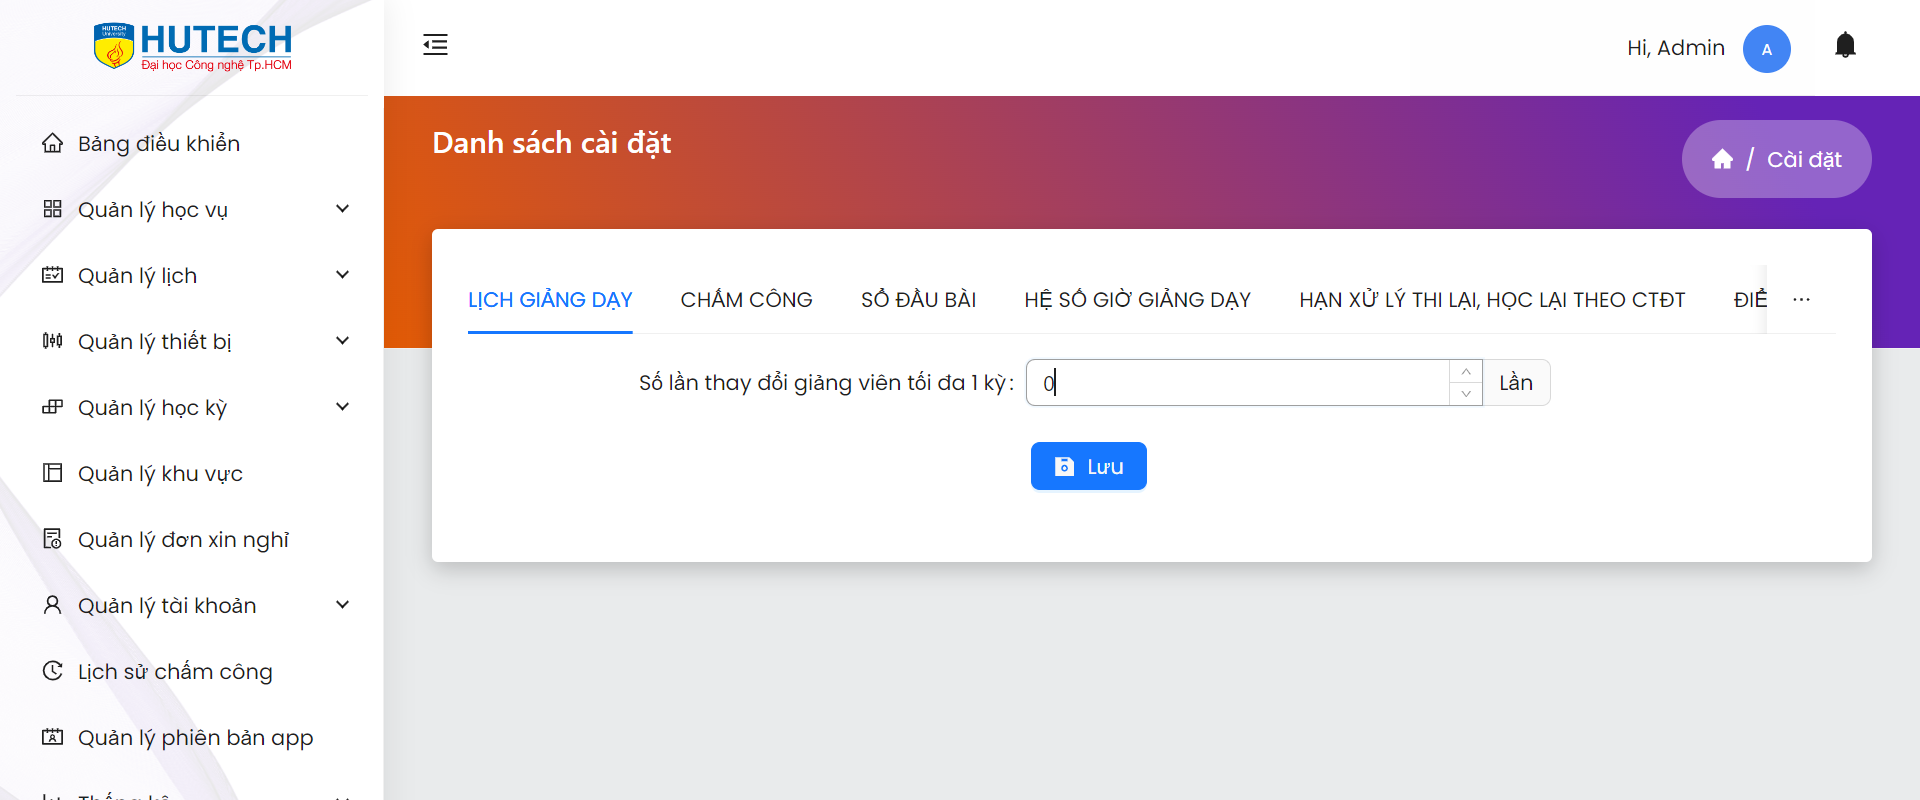 HUTECH
University
HUTECH
Đại học Công nghệ Tp.HCM
Hi, Admin
A
Bảng điều khiển
Quản lý học vụ
Quản lý lịch
Quản lý thiết bị
Quản lý học kỳ
Quản lý khu vực
Quản lý đơn xin nghỉ
Quản lý tài khoản
Lịch sử chấm công
Quản lý phiên bản app
Danh sách cài đặt
/ Cài đặt
LỊCH GIẢNG DẠY CHẤM CÔNG SỔ ĐẦU BÀI HỆ SỐ GIỜ GIẢNG DẠY HẠN XỬ LÝ THI LẠI, HỌC LẠI THEO CTĐT ĐIỂ ...
Số lần thay đổi giảng viên tối đa 1 kỳ: 0 Lần
Lưu